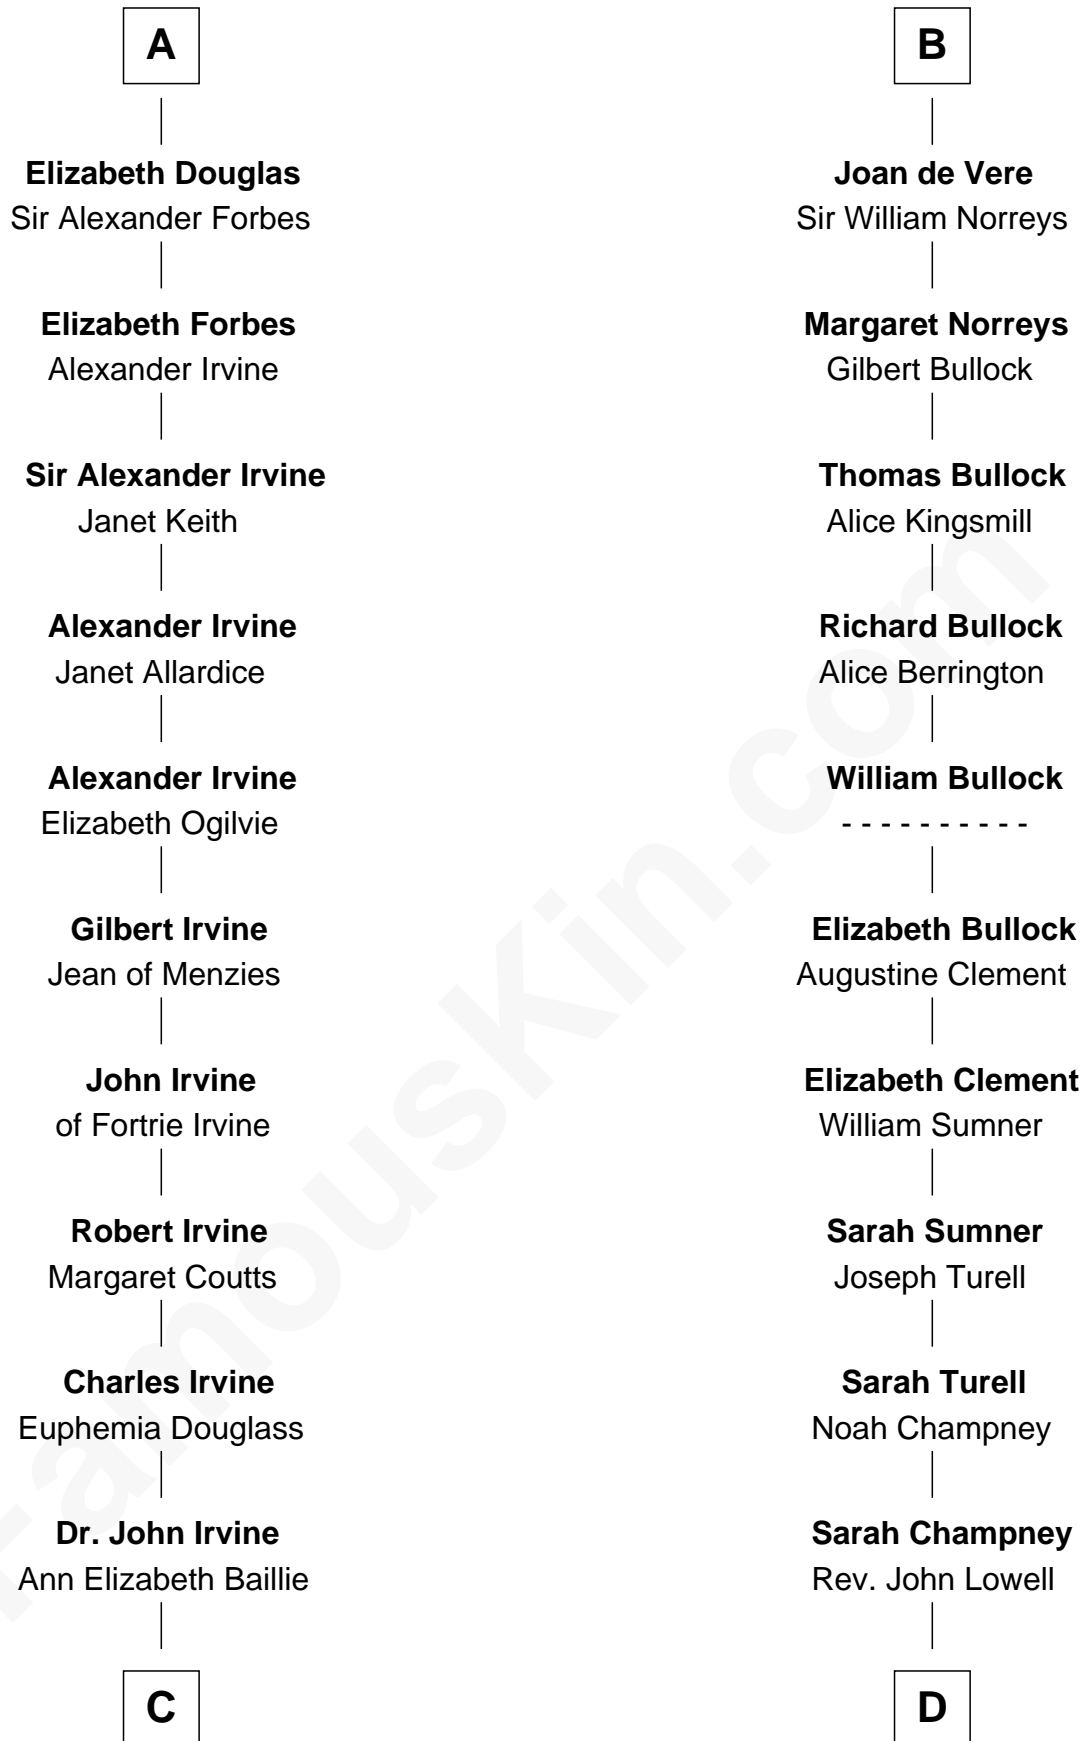 A
Elizabeth Douglas
Sir Alexander Forbes
Elizabeth Forbes
Alexander Irvine
Sir Alexander Irvine
Janet Keith
Alexander Irvine
Janet Allardice
Alexander Irvine
Elizabeth Ogilvie
Gilbert Irvine
Jean of Menzies
John Irvine
of Fortrie Irvine
Robert Irvine
Margaret Coutts
Charles Irvine
Euphemia Douglass
Dr. John Irvine
Ann Elizabeth Baillie
C
B
Joan de Vere
Sir William Norreys
Margaret Norreys
Gilbert Bullock
Thomas Bullock
Alice Kingsmill
Richard Bullock
Alice Berrington
William Bullock
- - - - - - - - - -
Elizabeth Bullock
Augustine Clement
Elizabeth Clement
William Sumner
Sarah Sumner
Joseph Turell
Sarah Turell
Noah Champney
Sarah Champney
Rev. John Lowell
D
FamousKin.com